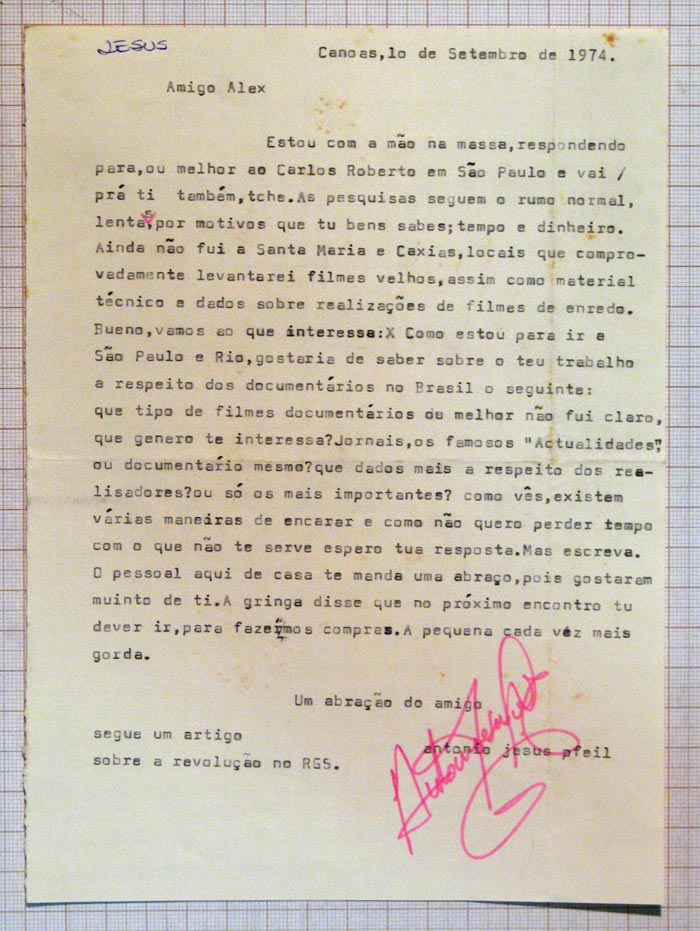 JESUS
Canoas,lo de Setembro de 1974.
Amigo Alex
Estou com a mão na massa,respondendo
para,ou melhor ao Carlos Roberto em São Paulo e vai /
prá ti também,tche.As pesquisas seguem o rumo normal,
lentas,por motivos que tu bens sabes;tempo e dinheiro.
Ainda não fui a Santa Maria e Caxias,locais que compro-
vadamente levantarei filmes velhos,assim como material
técnico e dados sobre realizações de filmes de enredo.
Bueno,vamos ao que interessa:X Como estou para ir a
São Paulo e Rio,gostaria de saber sobre o teu trabalho
a respeito dos documentários no Brasil o seguinte:
que tipo de filmes documentários ou melhor não fui claro,
que genero te interessa?Jornais,os famosos "Actualidades",
ou documentario mesmo?que dados mais a respeito dos rea-
lisadores?ou só os mais importantes? como vês,existem
várias maneiras de encarar e como não quero perder tempo
com o que não te serve espero tua resposta.Mas escreva.
O pessoal aqui de casa te manda uma abraço,pois gostaram
muinto de ti.A gringa disse que no próximo encontro tu
dever ir,para fazermos compras.A pequena cada vêz mais
gorda.
Um abração do amigo
segue um artigo
antonio jesus pfeil
sobre a revolução no RGS.